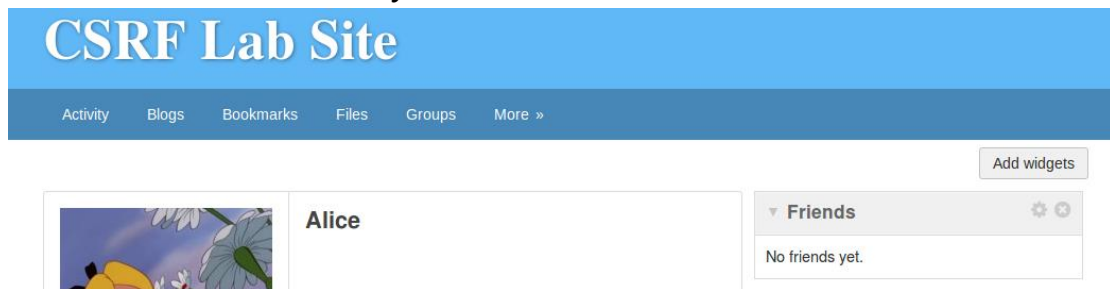 CSRF Lab Site
Activity Blogs Bookmarks Files Groups More »
Add widgets
Alice
Friends
No friends yet.